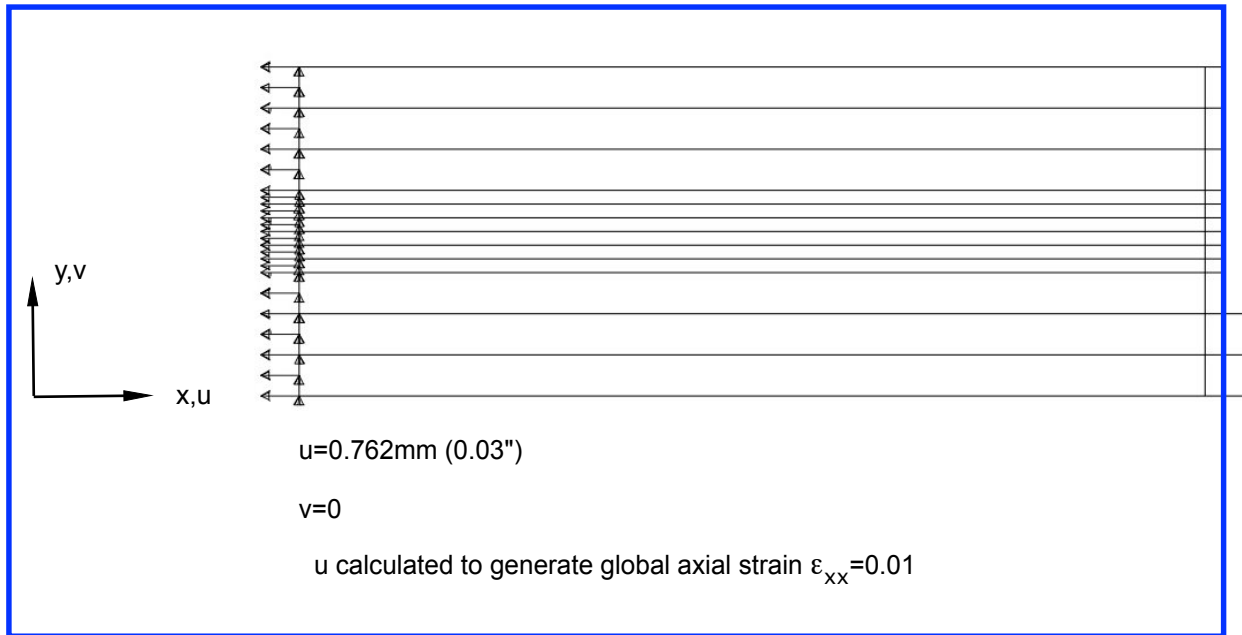 y,v
x,u
u=0.762mm (0.03")
v=0
u calculated to generate global axial strain εxx=0.01